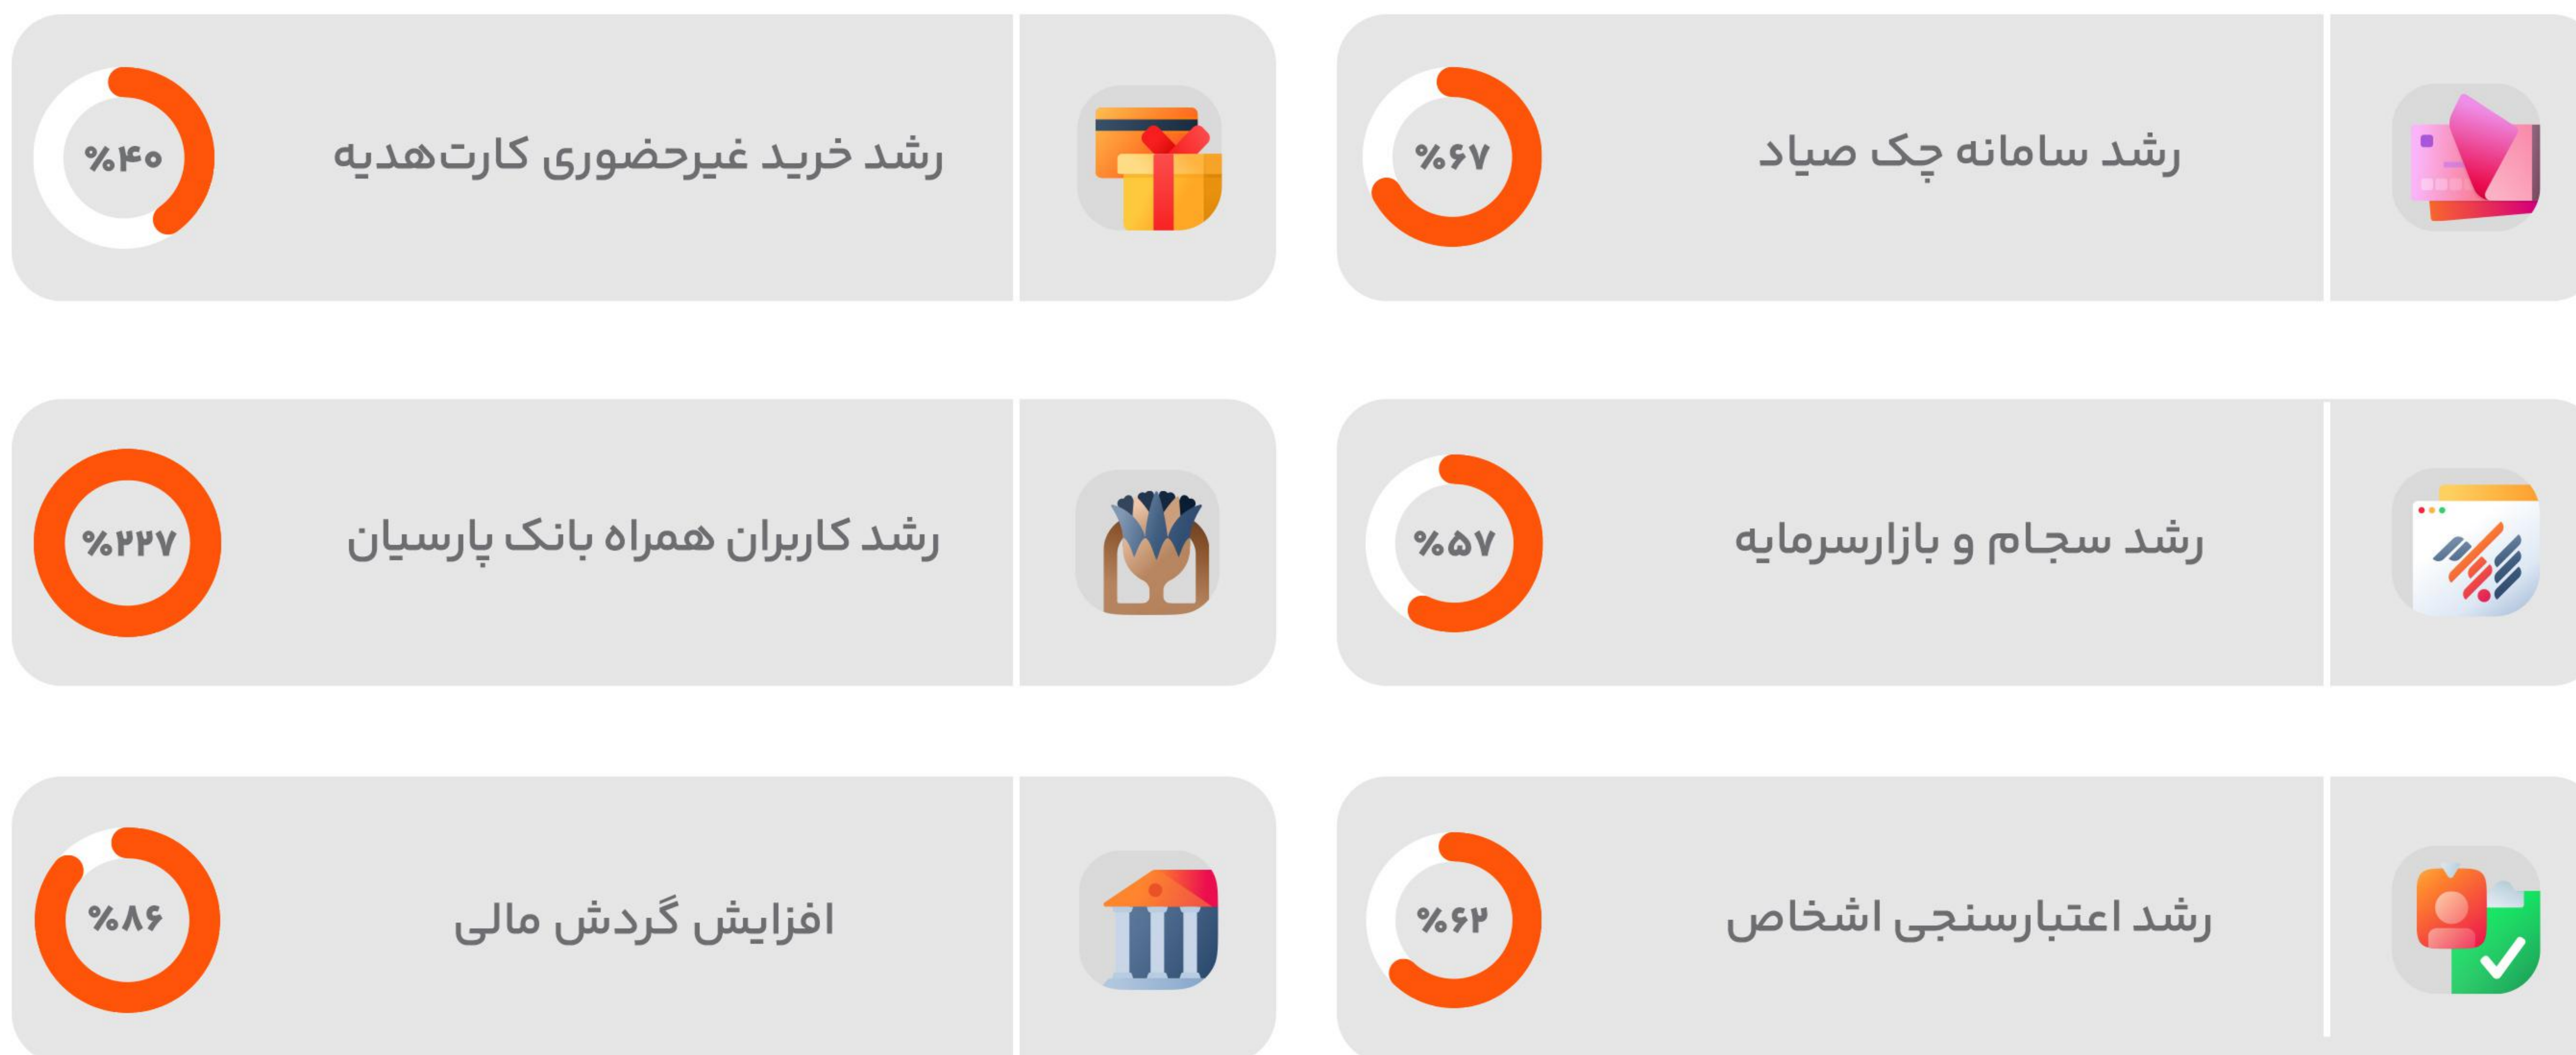 رشد سامانه چک صیاد
%۶۷
رشد خرید غیرحضوری کارت‌هدیه
%۴۰
رشد سجام و بازارسرمایه
%۵۷
رشد کاربران همراه بانک پارسیان
%۲۲۷
رشد اعتبارسنجی اشخاص
%۶۲
افزایش گردش مالی
%۸۶